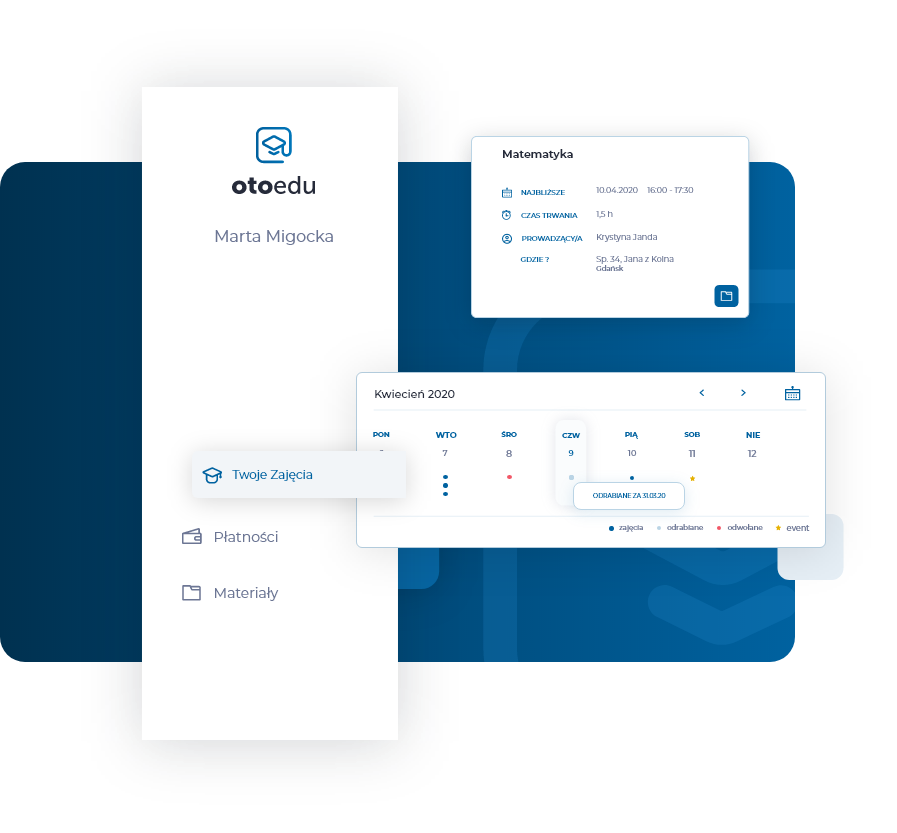 otoedu
Marta Migocka
Twoje Zajęcia
Płatności
Materiały
Matematyka
NAJBLIŻSZE 10.04.2020 16:00 - 17:30
CZAS TRWANIA 1,5 h
PROWADZĄCY/A Krystyna Janda
GDZIE ? Sp. 34, Jana z Kolna
Gdańsk
Kwiecień 2020
PON WTO ŚRO CZW PIĄ SOB NIE
7 8 9 10 11 12
ODRABIANE ZA 31.03.20
zajęcia odrabiane odwołane event